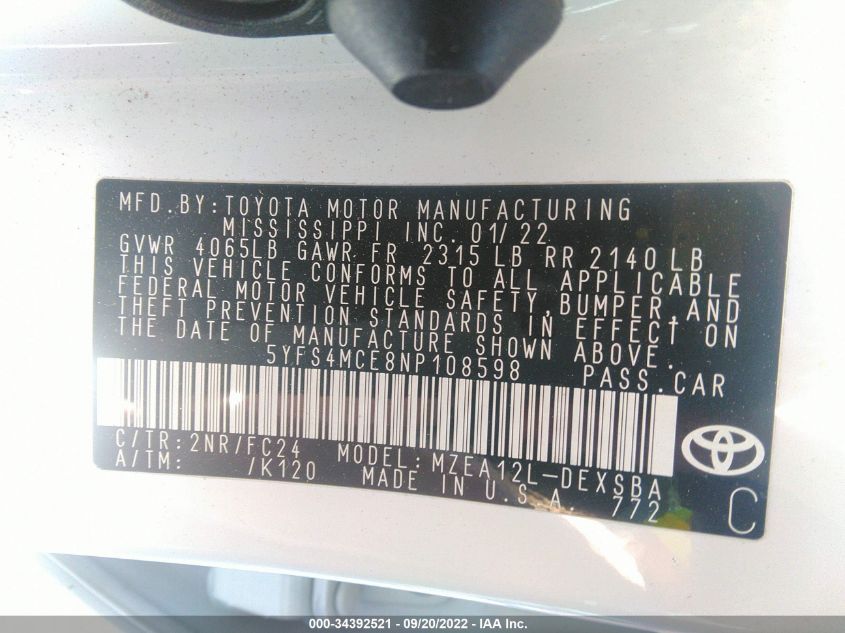 MFD.BY:TOYOTA MOTOR MANUFACTURING
MISSISSIPPI INC. 01/22
GVWR 4065LB GAWR FR 2315 LB RR 2140 LB
THIS VEHICLE CONFORMS TO ALL APPLICABLE
FEDERAL MOTOR VEHICLE SAFETY,BUMPER,AND
THEFT PREVENTION STANDARDS IN EFFECT ON
THE DATE OF MANUFACTURE SHOWN ABOVE.
5YFS4MCE8NP108598 PASS.CAR
C/TR:2NR/FC24 MODEL:MZEA12L-DEXSBA
A/TM: /K120 MADE IN U.S.A. 772
C
000-34392521 - 09/20/2022 - IAA Inc.